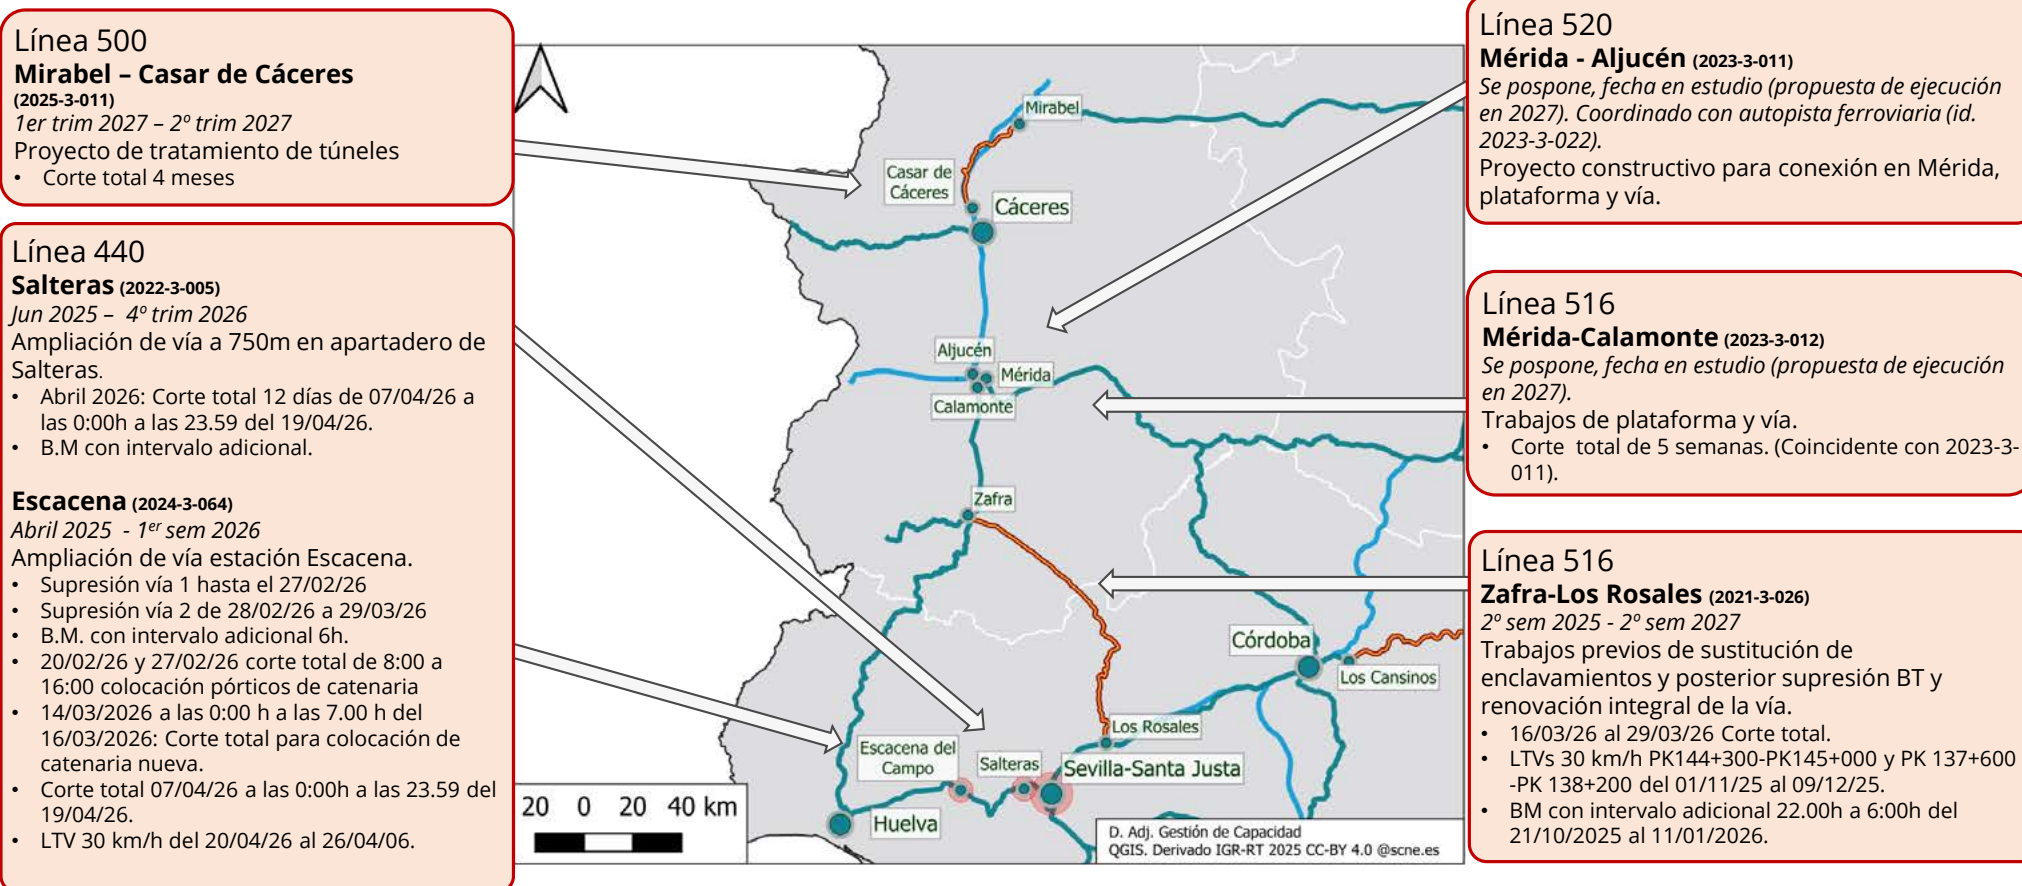 Línea 500
Mirabel – Casar de Cáceres
(2025-3-011)
1er trim 2027 – 2º trim 2027
Proyecto de tratamiento de túneles
• Corte total 4 meses
Línea 440
Salteras (2022-3-005)
Jun 2025 – 4º trim 2026
Ampliación de vía a 750m en apartadero de
Salteras.
• Abril 2026: Corte total 12 días de 07/04/26 a
las 0:00h a las 23.59 del 19/04/26.
• B.M con intervalo adicional.
Escacena (2024-3-064)
Abril 2025 - 1er sem 2026
Ampliación de vía estación Escacena.
• Supresión vía 1 hasta el 27/02/26
• Supresión vía 2 de 28/02/26 a 29/03/26
• B.M. con intervalo adicional 6h.
• 20/02/26 y 27/02/26 corte total de 8:00 a
16:00 colocación pórticos de catenaria
• 14/03/2026 a las 0:00 h a las 7.00 h del
16/03/2026: Corte total para colocación de
catenaria nueva.
• Corte total 07/04/26 a las 0:00h a las 23.59 del
19/04/26.
• LTV 30 km/h del 20/04/26 al 26/04/06.
Mirabel
Casar de
Cáceres
Cáceres
Aljucén
Mérida
Calamonte
Zafra
Córdoba
Los Cansinos
Los Rosales
Escacena del
Campo
Salteras
Sevilla-Santa Justa
Huelva
20 0 20 40 km
D. Adj. Gestión de Capacidad
QGIS. Derivado IGR-RT 2025 CC-BY 4.0 @scne.es
Línea 520
Mérida - Aljucén (2023-3-011)
Se pospone, fecha en estudio (propuesta de ejecución
en 2027). Coordinado con autopista ferroviaria (id.
2023-3-022).
Proyecto constructivo para conexión en Mérida,
plataforma y vía.
Línea 516
Mérida-Calamonte (2023-3-012)
Se pospone, fecha en estudio (propuesta de ejecución
en 2027).
Trabajos de plataforma y vía.
• Corte total de 5 semanas. (Coincidente con 2023-3-
011).
Línea 516
Zafra-Los Rosales (2021-3-026)
2º sem 2025 - 2º sem 2027
Trabajos previos de sustitución de
enclavamientos y posterior supresión BT y
renovación integral de la vía.
• 16/03/26 al 29/03/26 Corte total.
• LTVs 30 km/h PK144+300-PK145+000 y PK 137+600
-PK 138+200 del 01/11/25 al 09/12/25.
• BM con intervalo adicional 22.00h a 6:00h del
21/10/2025 al 11/01/2026.